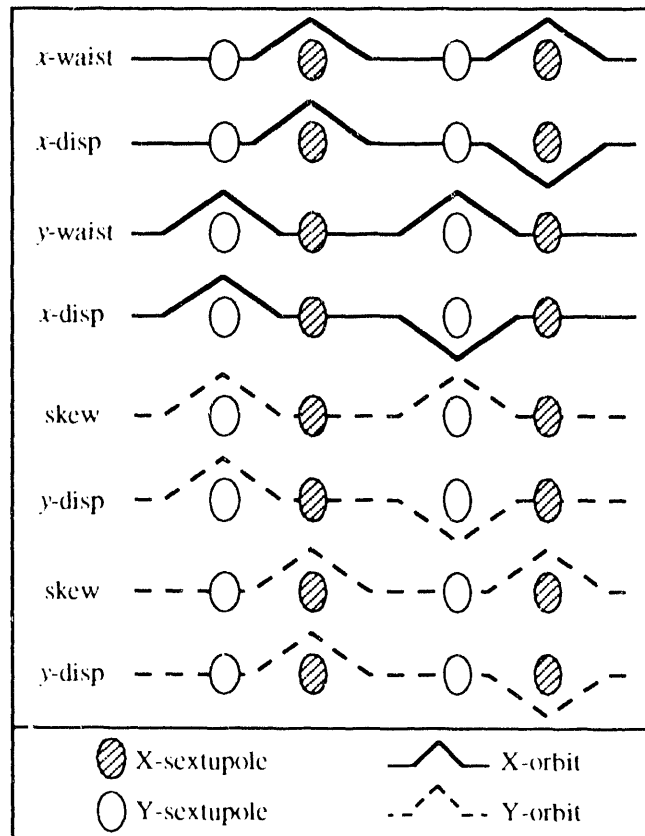 x-waist
x-disp
y-waist
x-disp
skew
y-disp
skew
y-disp
X-sextupole X-orbit
Y-sextupole Y-orbit